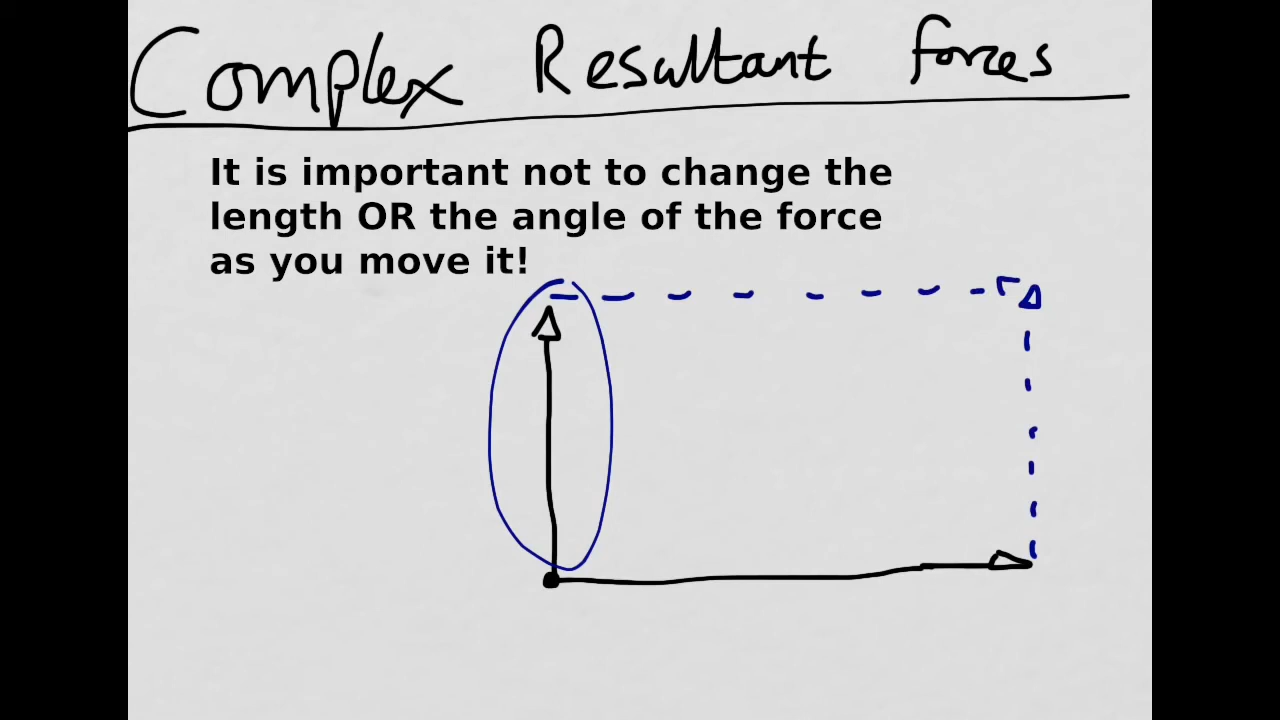 Complex Resultant forces
It is important not to change the
length OR the angle of the force
as you move it!